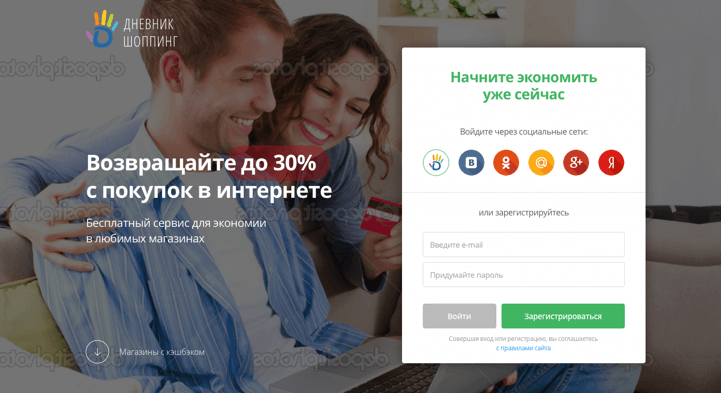 ДНЕВНИК
ШОППИНГ
Возвращайте до 30%
с покупок в интернете
Бесплатный сервис для экономии
в любимых магазинах
Магазины с кэшбэком
Начните экономить
уже сейчас
Войдите через социальные сети:
или зарегистрируйтесь
Введите e-mail
Придумайте пароль
Войти Зарегистрироваться
Совершая вход или регистрацию, вы соглашаетесь
с правилами сайта